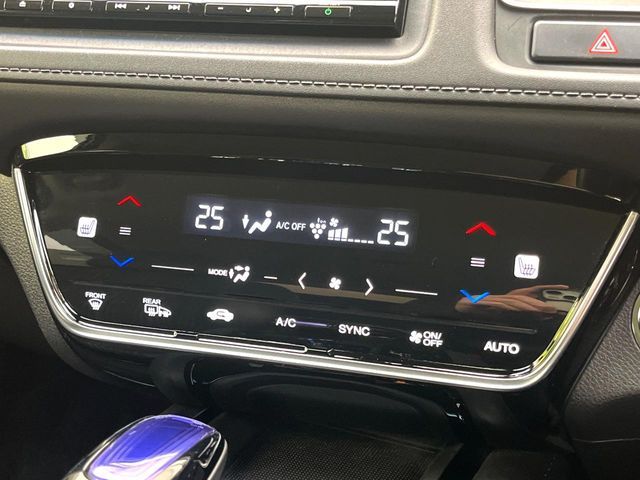 25 A/C OFF 25
MODE
FRONT
REAR
A/C
SYNC
ON/
OFF
AUTO